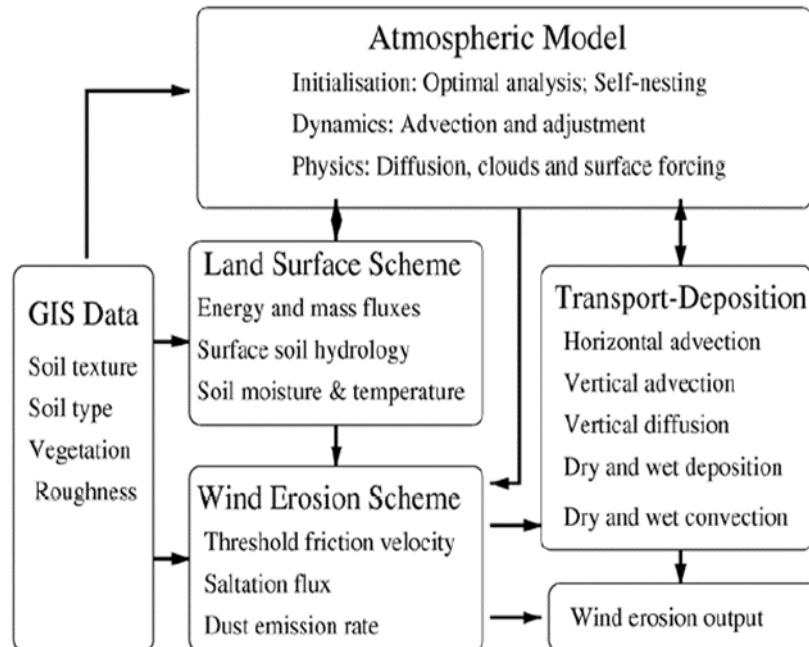 Atmospheric Model
Initialisation: Optimal analysis; Self-nesting
Dynamics: Advection and adjustment
Physics: Diffusion, clouds and surface forcing
GIS Data
Soil texture
Soil type
Vegetation
Roughness
Land Surface Scheme
Energy and mass fluxes
Surface soil hydrology
Soil moisture & temperature
Wind Erosion Scheme
Threshold friction velocity
Saltation flux
Dust emission rate
Transport-Deposition
Horizontal advection
Vertical advection
Vertical diffusion
Dry and wet deposition
Dry and wet convection
Wind erosion output